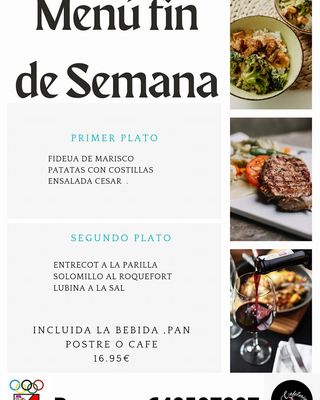 Menú fin
de Semana
PRIMER PLATO
FIDEUA DE MARISCO
PATATAS CON COSTILLAS
ENSALADA CESAR .
SEGUNDO PLATO
ENTRECOT A LA PARILLA
SOLOMILLO AL ROQUEFORT
LUBINA A LA SAL
INCLUIDA LA BEBIDA ,PAN
POSTRE O CAFE
16.95€